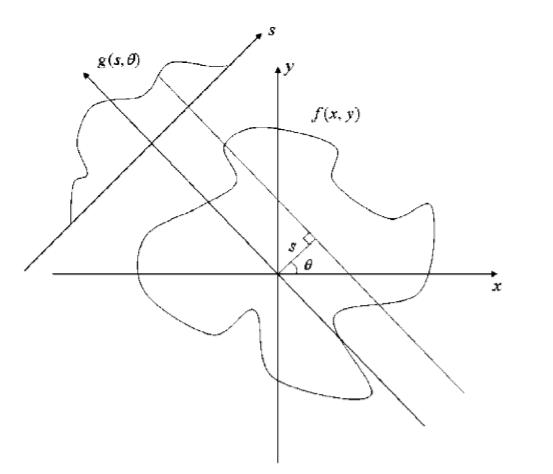 s
g(s, θ)
y
f(x, y)
s
θ
x